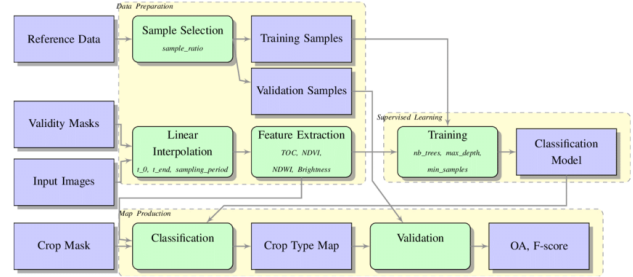 Data Preparation
Reference Data
Sample Selection
sample_ratio
Training Samples
Validation Samples
Validity Masks
Linear
Interpolation
t_0, t_end, sampling_period
Feature Extraction
TOC, NDVI,
NDWI, Brightness
Input Images
Supervised Learning
Training
nb_trees, max_depth,
min_samples
Classification
Model
Map Production
Crop Mask
Classification
Crop Type Map
Validation
OA, F-score